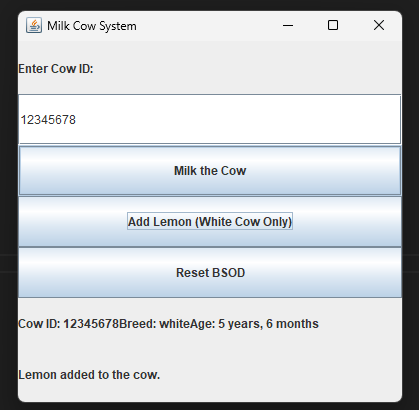 Milk Cow System
Enter Cow ID:
12345678
Milk the Cow
Add Lemon (White Cow Only)
Reset BSOD
Cow ID: 12345678Breed: whiteAge: 5 years, 6 months
Lemon added to the cow.